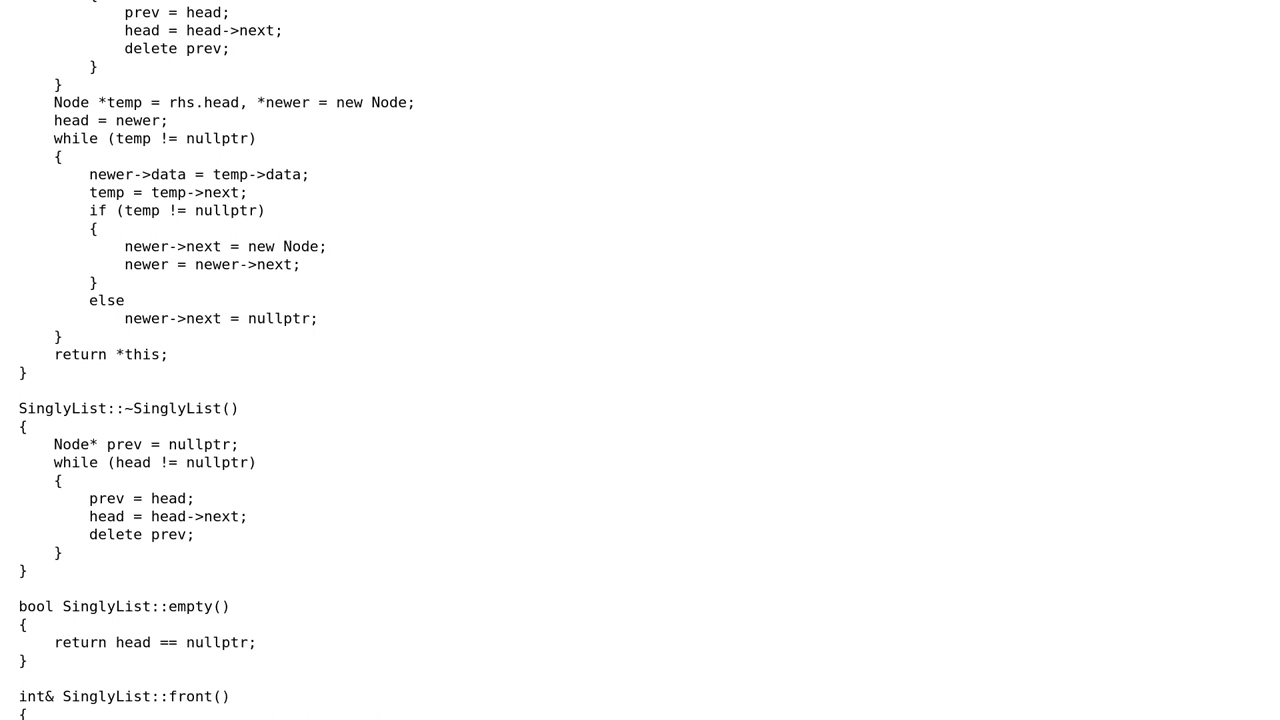 {
            prev = head;
            head = head->next;
            delete prev;
        }
    }
    Node *temp = rhs.head, *newer = new Node;
    head = newer;
    while (temp != nullptr)
    {
        newer->data = temp->data;
        temp = temp->next;
        if (temp != nullptr)
        {
            newer->next = new Node;
            newer = newer->next;
        }
        else
            newer->next = nullptr;
    }
    return *this;
}

SinglyList::~SinglyList()
{
    Node* prev = nullptr;
    while (head != nullptr)
    {
        prev = head;
        head = head->next;
        delete prev;
    }
}

bool SinglyList::empty()
{
    return head == nullptr;
}

int& SinglyList::front()
{